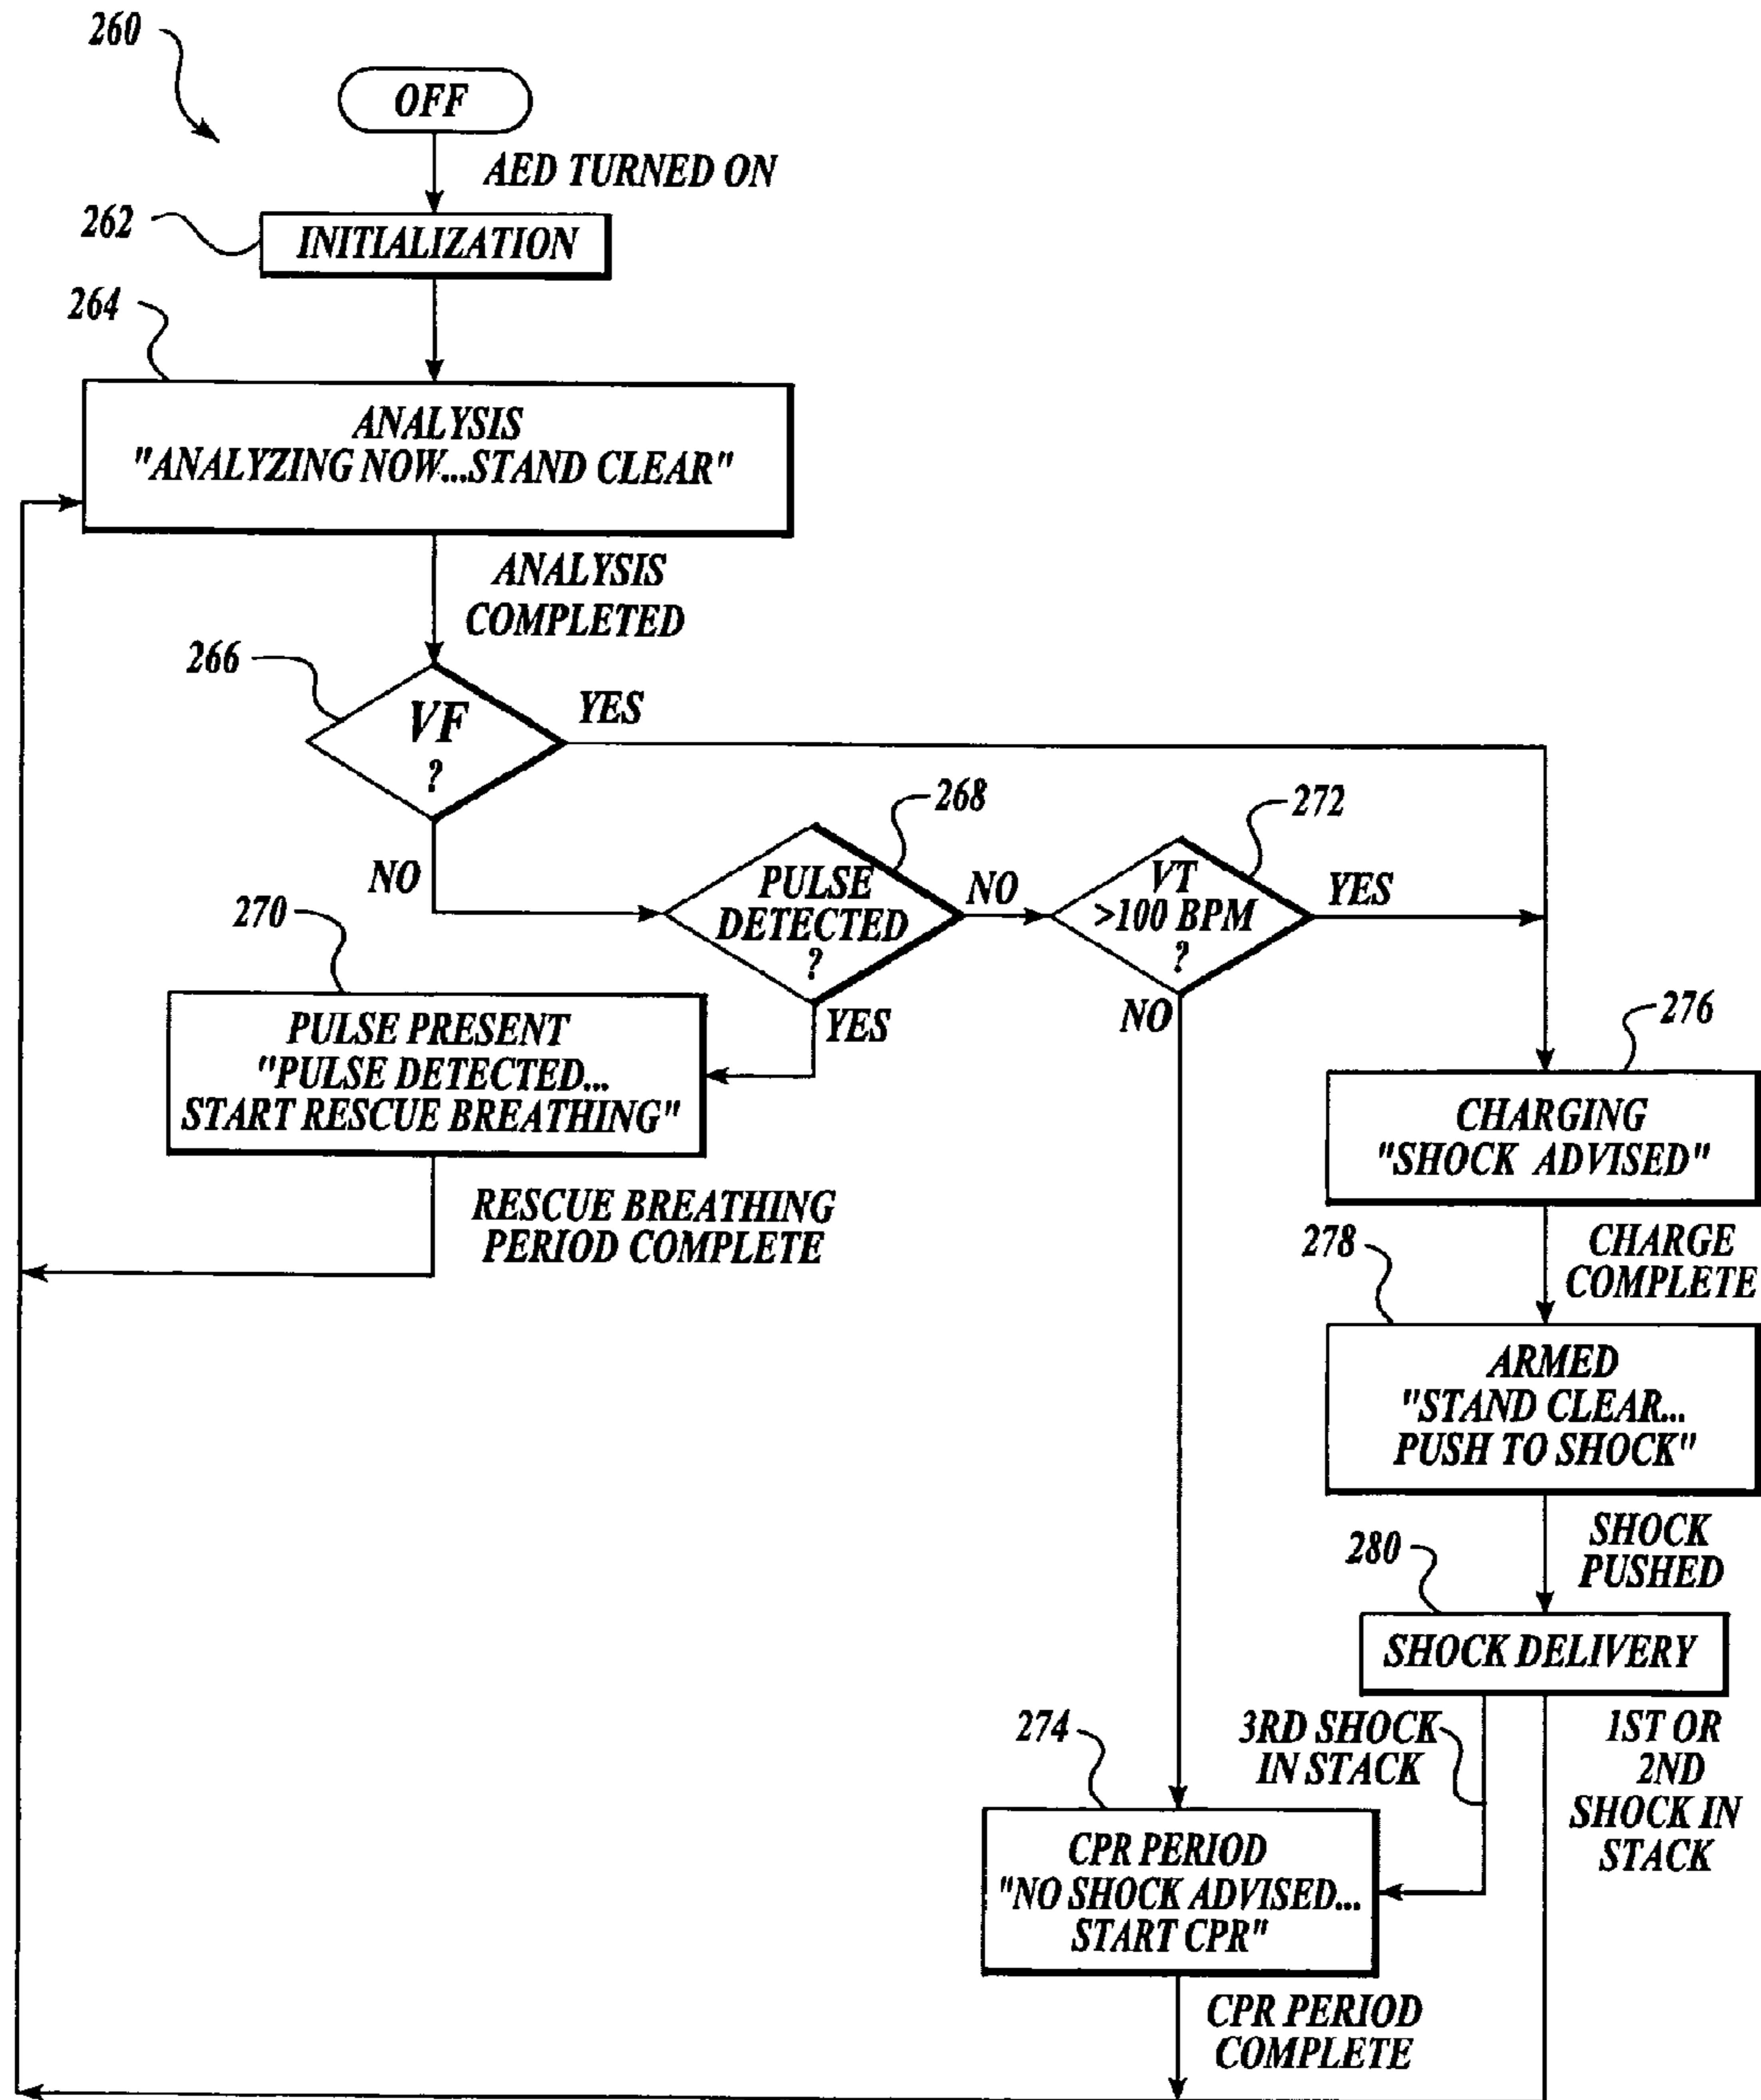 260
OFF
AED TURNED ON
262
INITIALIZATION
264
ANALYSIS
"ANALYZING NOW...STAND CLEAR"
ANALYSIS
COMPLETED
266
VF
?
YES
NO
268
PULSE
DETECTED
?
NO
YES
272
VT
>100 BPM
?
YES
NO
270
PULSE PRESENT
"PULSE DETECTED...
START RESCUE BREATHING"
RESCUE BREATHING
PERIOD COMPLETE
276
CHARGING
"SHOCK ADVISED"
CHARGE
COMPLETE
278
ARMED
"STAND CLEAR...
PUSH TO SHOCK"
SHOCK
PUSHED
280
SHOCK DELIVERY
3RD SHOCK
IN STACK
1ST OR
2ND
SHOCK IN
STACK
274
CPR PERIOD
"NO SHOCK ADVISED...
START CPR"
CPR PERIOD
COMPLETE